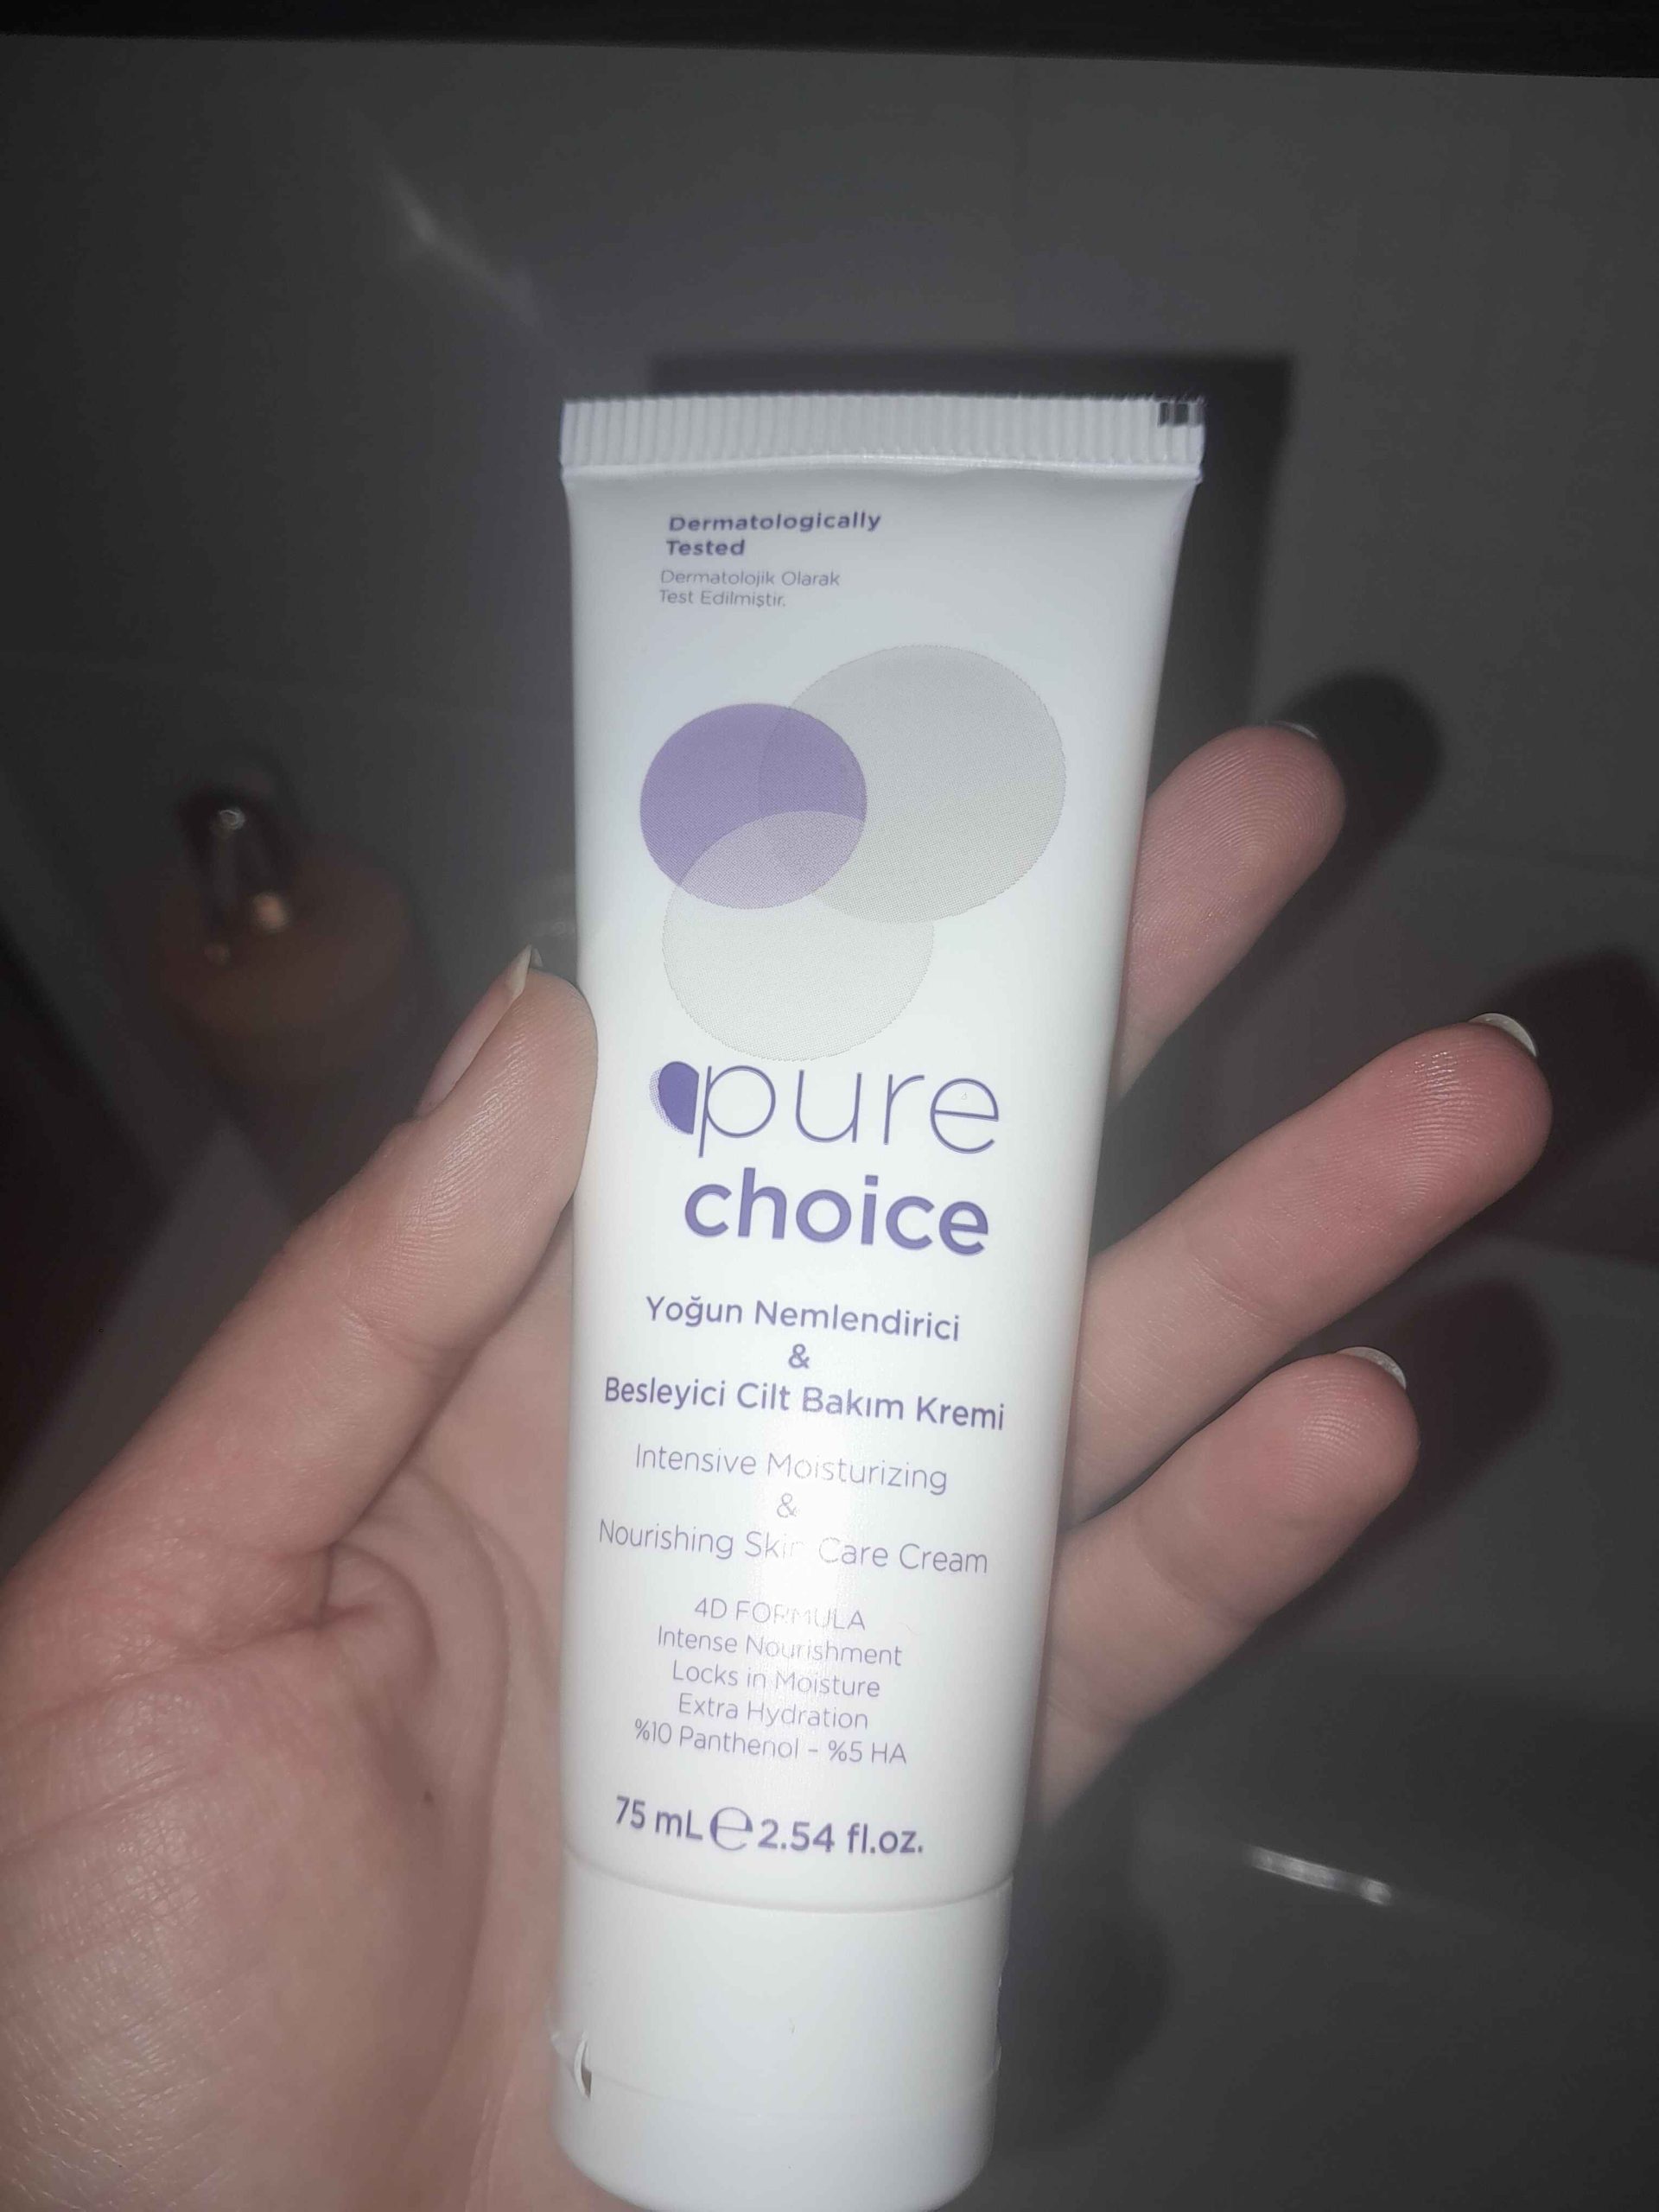 Dermatologically
Tested
Dermatolojik Olarak
Test Edilmiştir.
pure
choice
Yoğun Nemlendirici
&
Besleyici Cilt Bakım Kremi
Intensive Moisturizing
&
Nourishing Skin Care Cream
4D FORMULA
Intense Nourishment
Locks in Moisture
Extra Hydration
%10 Panthenol - %5 HA
75 mL e 2.54 fl.oz.